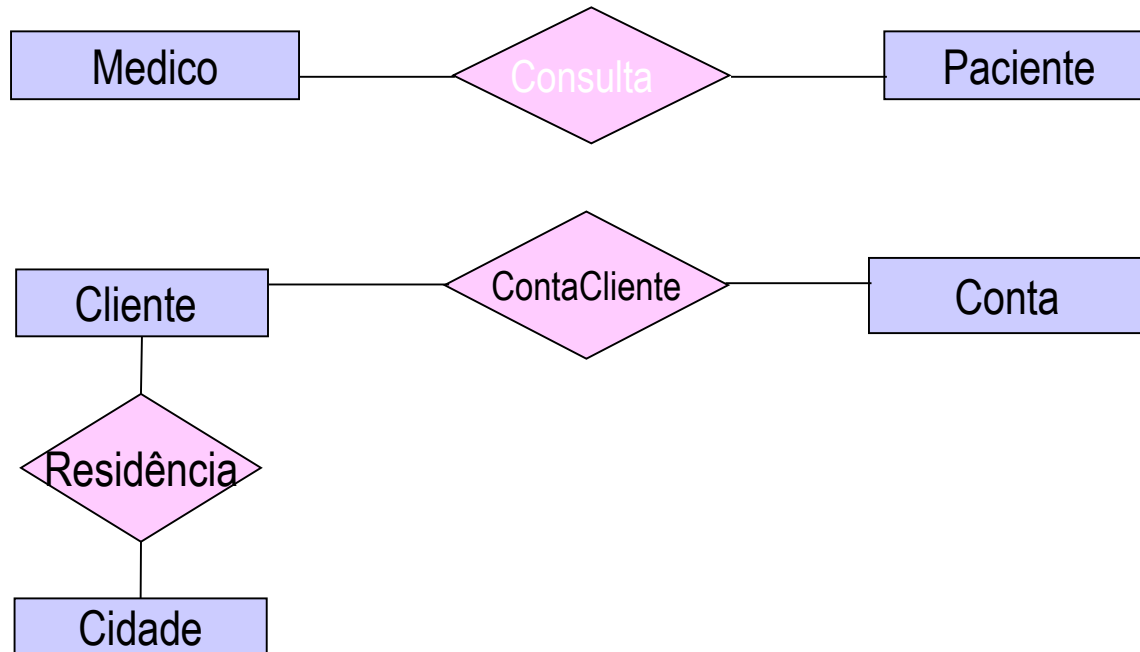 Medico
Consulta
Paciente
Cliente
ContaCliente
Conta
Residência
Cidade